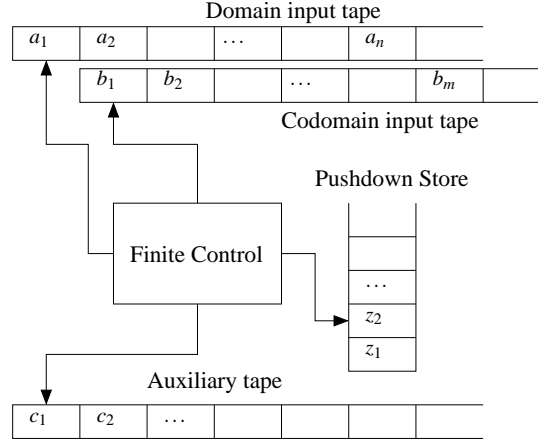 Domain input tape
a₁ a₂ ... aₙ
b₁ b₂ ... bₘ
Codomain input tape
Pushdown Store
Finite Control
...
z₂
z₁
Auxiliary tape
c₁ c₂ ...